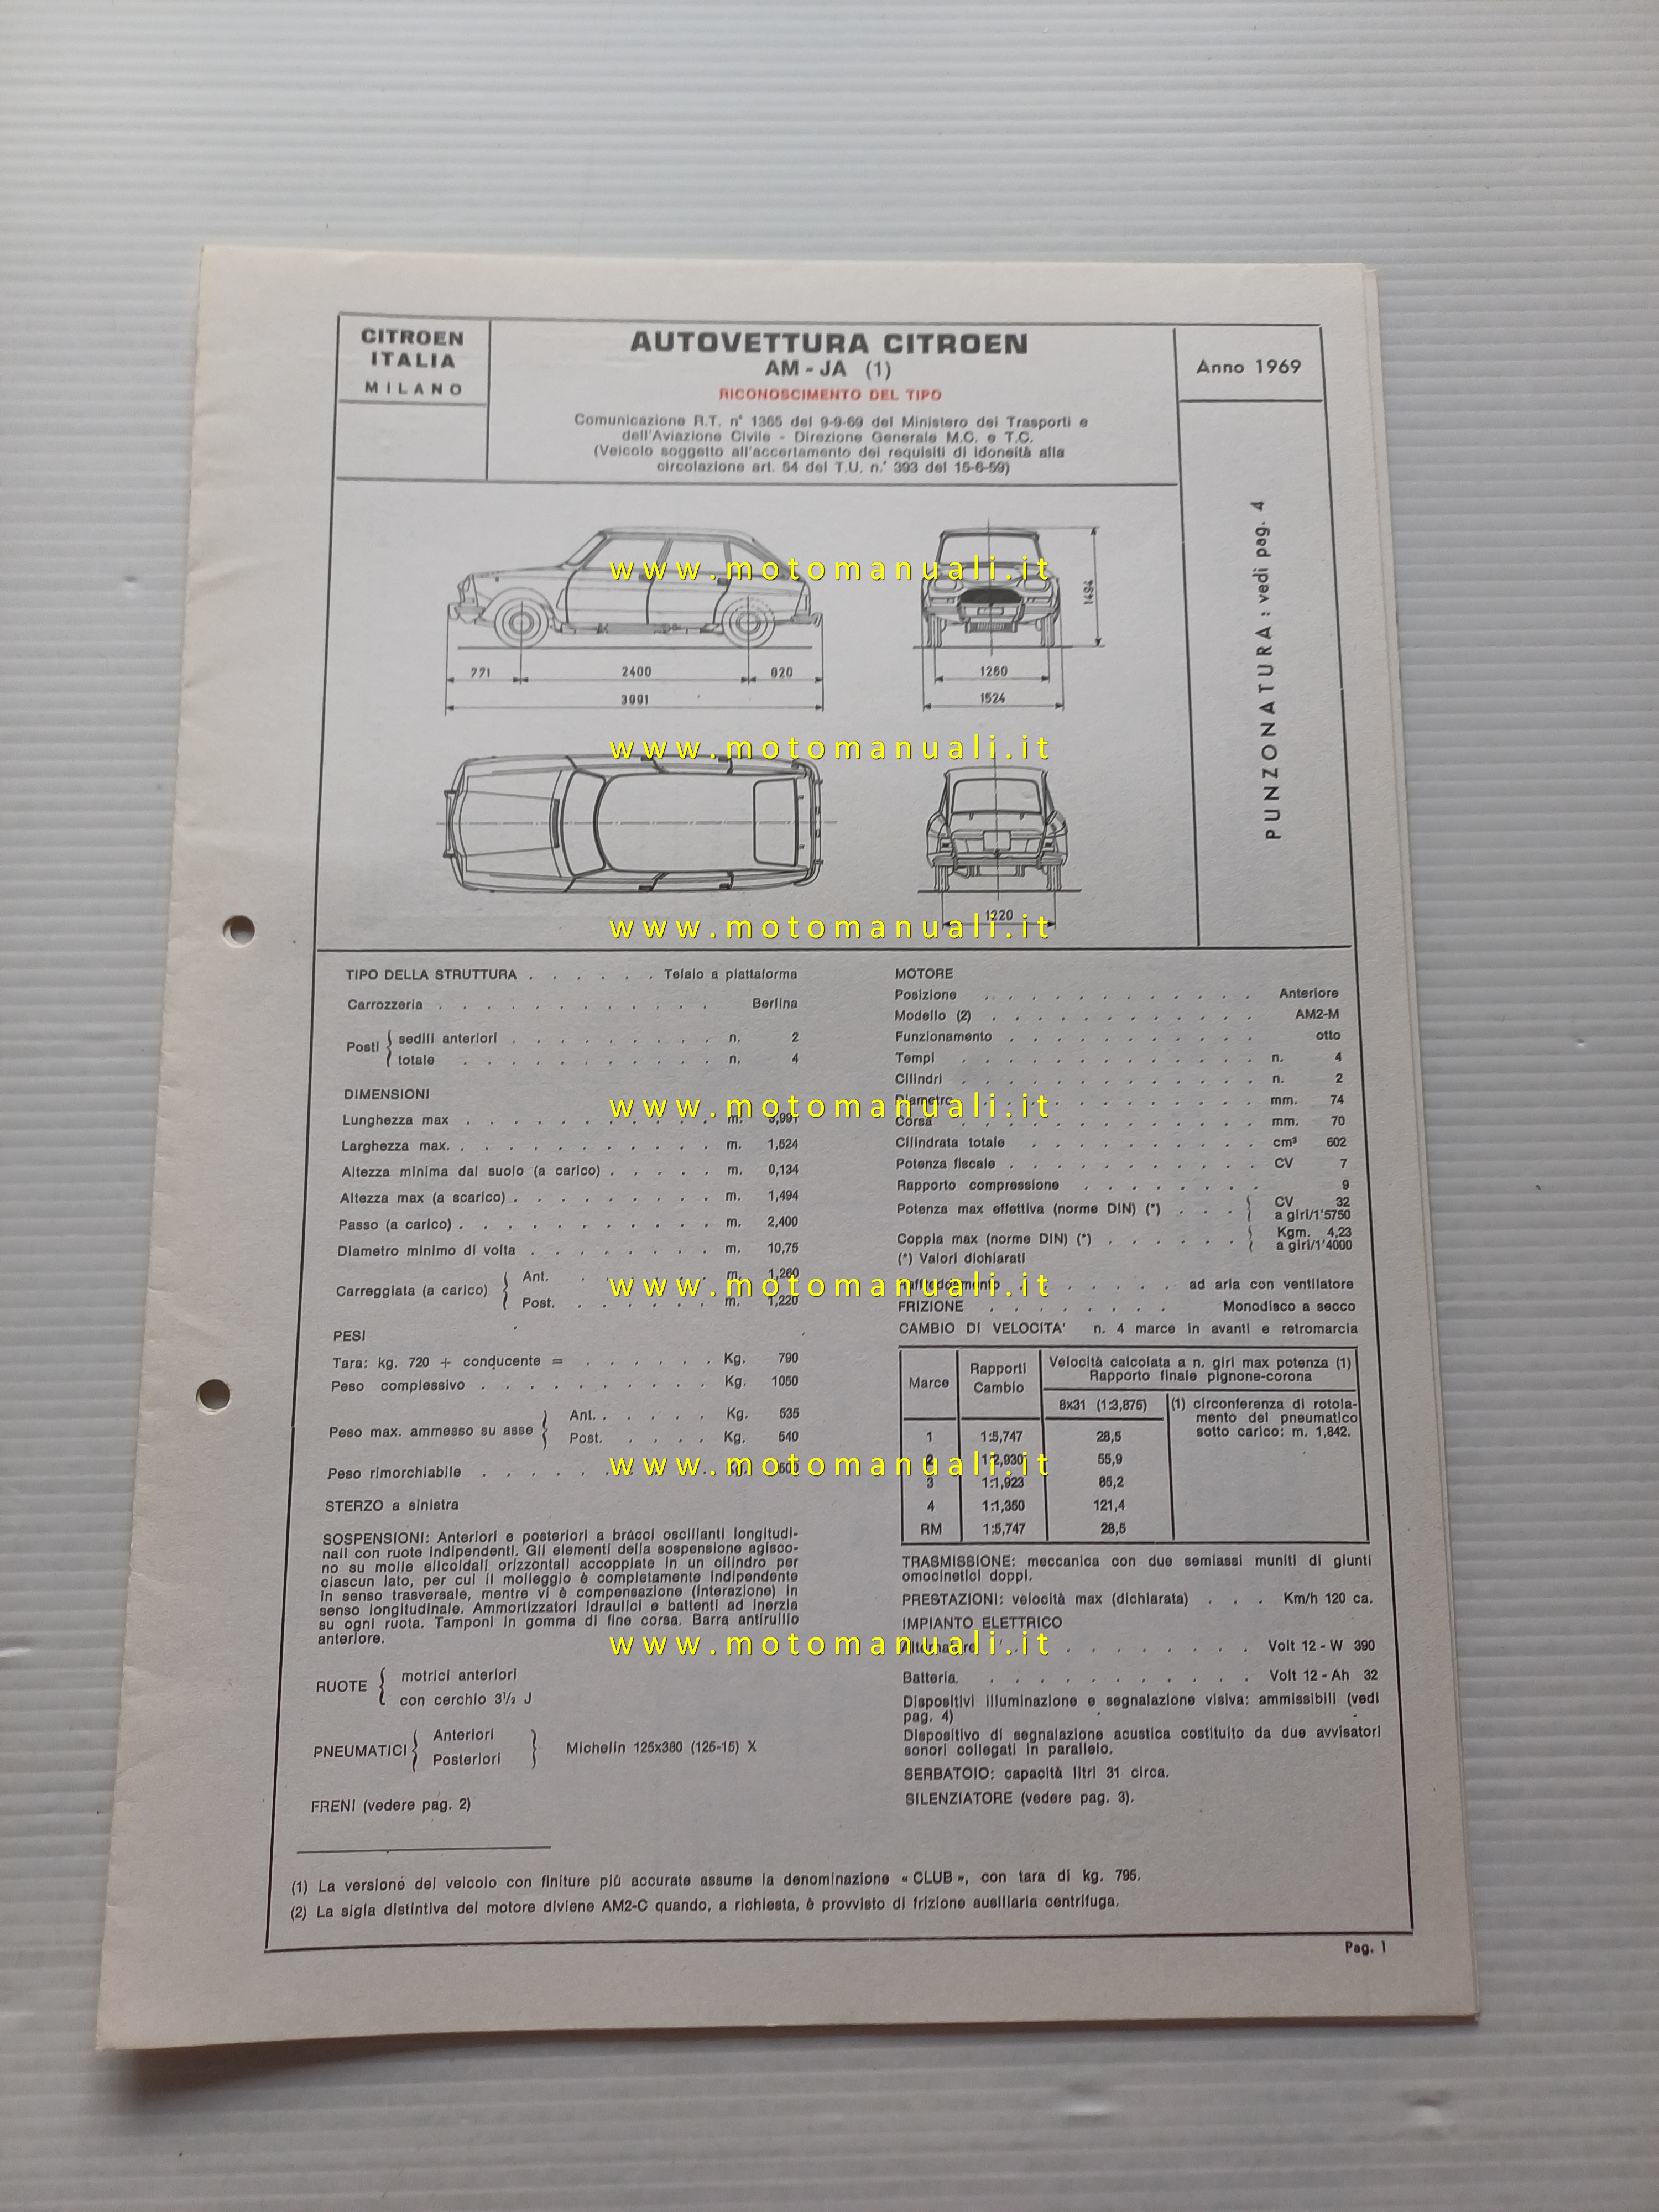 CITROEN
ITALIA
MILANO
AUTOVETTURA CITROEN
AM - JA (1)
RICONOSCIMENTO DEL TIPO
Comunicazione R.T. n° 1365 del 9-9-69 del Ministero dei Trasporti e
dell'Aviazione Civile - Direzione Generale M.C. e T.C.
(Veicolo soggetto all'accertamento dei requisiti di idoneità alla
circolazione art. 54 del T.U. n.° 393 del 15-6-59)
Anno 1969
PUNZONATURA : vedi pag. 4
www.motomanuali.it
1494
771 2400 820
3991
1260
1524
www.motomanuali.it
1220
www.motomanuali.it
TIPO DELLA STRUTTURA . . . . . . Telaio a piattaforma
Carrozzeria . . . . . . . . . . . . Berlina
Posti { sedili anteriori . . . . . . . . . n. 2
totale . . . . . . . . . . n. 4
DIMENSIONI
Lunghezza max . . . . . . . . . . . m. 3,991
Larghezza max. . . . . . . . . . . . m. 1,524
Altezza minima dal suolo (a carico) . . . . . m. 0,134
Altezza max (a scarico) . . . . . . . . . m. 1,494
Passo (a carico) . . . . . . . . . . . m. 2,400
Diametro minimo di volta . . . . . . . . m. 10,75
Carreggiata (a carico) { Ant. . . . . . . m. 1,260
Post. . . . . . . m. 1,220
PESI
Tara: kg. 720 + conducente = . . . . . . Kg. 790
Peso complessivo . . . . . . . . . . Kg. 1050
Peso max. ammesso su asse { Ant. . . . . . Kg. 535
Post. . . . . Kg. 540
Peso rimorchiabile . . . . . . . . . . Kg. 500
STERZO a sinistra
SOSPENSIONI: Anteriori e posteriori a bracci oscillanti longitudi-
nali con ruote indipendenti. Gli elementi della sospensione agisco-
no su molle elicoidali orizzontali accoppiate in un cilindro per
ciascun lato, per cui il molleggio è completamente indipendente
in senso trasversale, mentre vi è compensazione (interazione) in
senso longitudinale. Ammortizzatori idraulici e battenti ad inerzia
su ogni ruota. Tamponi in gomma di fine corsa. Barra antirullio
anteriore.
RUOTE { motrici anteriori
con cerchio 3½ J
PNEUMATICI { Anteriori
Posteriori } Michelin 125x380 (125-15) X
FRENI (vedere pag. 2)
MOTORE
Posizione . . . . . . . . . . . . Anteriore
Modello (2) . . . . . . . . . . . . AM2-M
Funzionamento . . . . . . . . . . . otto
Tempi . . . . . . . . . . . . . n. 4
Cilindri . . . . . . . . . . . . . n. 2
Diametro . . . . . . . . . . . . mm. 74
Corsa . . . . . . . . . . . . . mm. 70
Cilindrata totale . . . . . . . . . . cm³ 602
Potenza fiscale . . . . . . . . . . . CV 7
Rapporto compressione . . . . . . . . 9
Potenza max effettiva (norme DIN) (*) . . . { CV 32
a giri/1'5750
Coppia max (norme DIN) (*) . . . . . . { Kgm. 4,23
a giri/1'4000
(*) Valori dichiarati
Raffreddamento . . . . . . ad aria con ventilatore
FRIZIONE . . . . . . . . Monodisco a secco
CAMBIO DI VELOCITA' n. 4 marce in avanti e retromarcia
Marce Rapporti Cambio Velocità calcolata a n. giri max potenza (1)
Rapporto finale pignone-corona
8x31 (1:3,875) (1) circonferenza di rotola-
mento del pneumatico
sotto carico: m. 1,842.
1 1:5,747 28,5
2 1:2,930 55,9
3 1:1,923 85,2
4 1:1,350 121,4
RM 1:5,747 28,5
TRASMISSIONE: meccanica con due semiassi muniti di giunti
omocinetici doppi.
PRESTAZIONI: velocità max (dichiarata) . . . Km/h 120 ca.
IMPIANTO ELETTRICO
Alternatore . . . . . . . . . Volt 12 - W 390
Batteria. . . . . . . . . . . . Volt 12 - Ah 32
Dispositivi illuminazione e segnalazione visiva: ammissibili (vedi
pag. 4)
Dispositivo di segnalazione acustica costituito da due avvisatori
sonori collegati in parallelo.
SERBATOIO: capacità litri 31 circa.
SILENZIATORE (vedere pag. 3).
www.motomanuali.it
www.motomanuali.it
www.motomanuali.it
www.motomanuali.it
(1) La versione del veicolo con finiture più accurate assume la denominazione « CLUB », con tara di kg. 795.
(2) La sigla distintiva del motore diviene AM2-C quando, a richiesta, è provvisto di frizione ausiliaria centrifuga.
Pag. 1